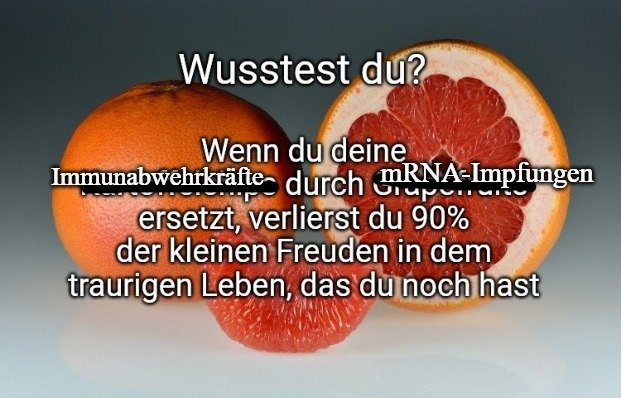 Wusstest du?
Wenn du deine
Immunabwehrkräfte durch mRNA-Impfungen
ersetzt, verlierst du 90%
der kleinen Freuden in dem
traurigen Leben, das du noch hast